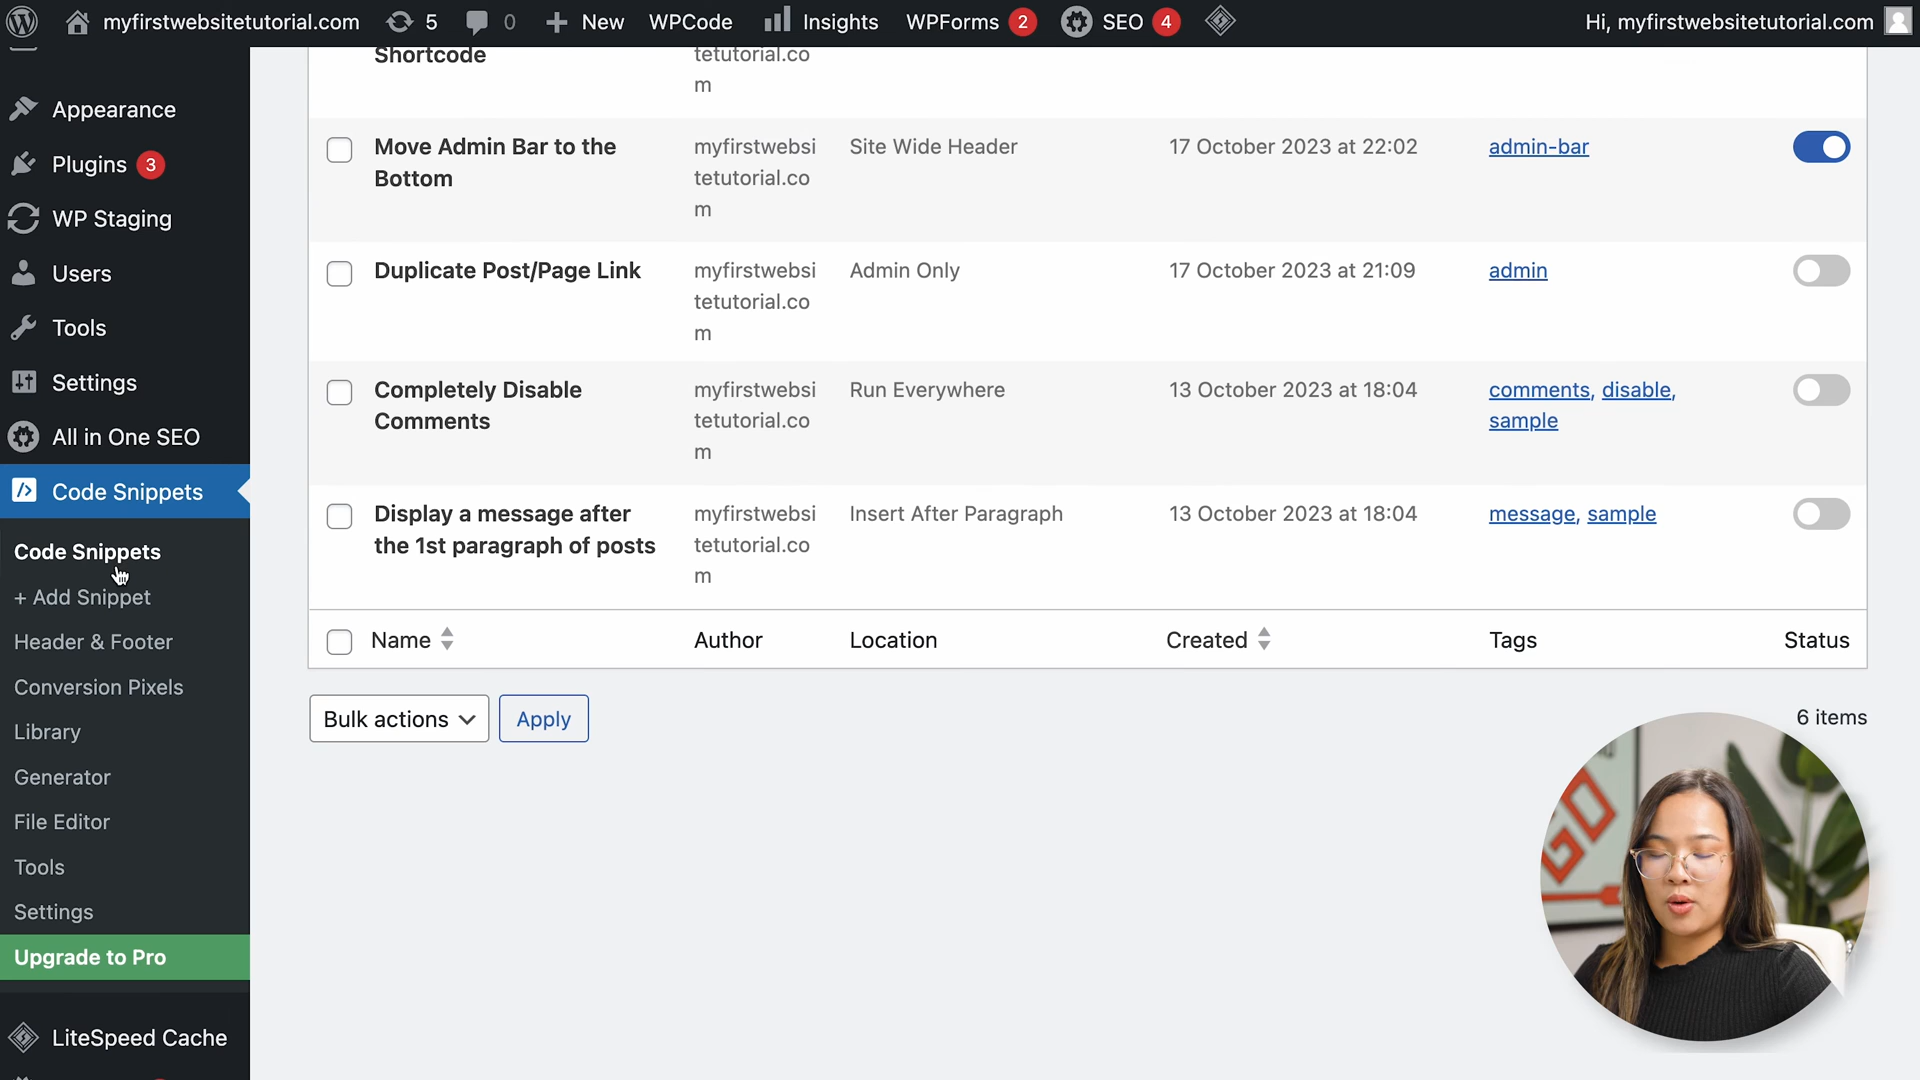 myfirstwebsitetutorial.com 5 0 New WPCode Insights WPForms 2 SEO 4 Hi, myfirstwebsitetutorial.com
Appearance
Plugins 3
WP Staging
Users
Tools
Settings
All in One SEO
Code Snippets
Code Snippets
+ Add Snippet
Header & Footer
Conversion Pixels
Library
Generator
File Editor
Tools
Settings
Upgrade to Pro
LiteSpeed Cache
Shortcode tetutorial.co
m
Move Admin Bar to the myfirstwebsi Site Wide Header 17 October 2023 at 22:02 admin-bar
Bottom tetutorial.co
m
Duplicate Post/Page Link myfirstwebsi Admin Only 17 October 2023 at 21:09 admin
tetutorial.co
m
Completely Disable myfirstwebsi Run Everywhere 13 October 2023 at 18:04 comments, disable,
Comments tetutorial.co sample
m
Display a message after myfirstwebsi Insert After Paragraph 13 October 2023 at 18:04 message, sample
the 1st paragraph of posts tetutorial.co
m
Name Author Location Created Tags Status
Bulk actions Apply 6 items
GO